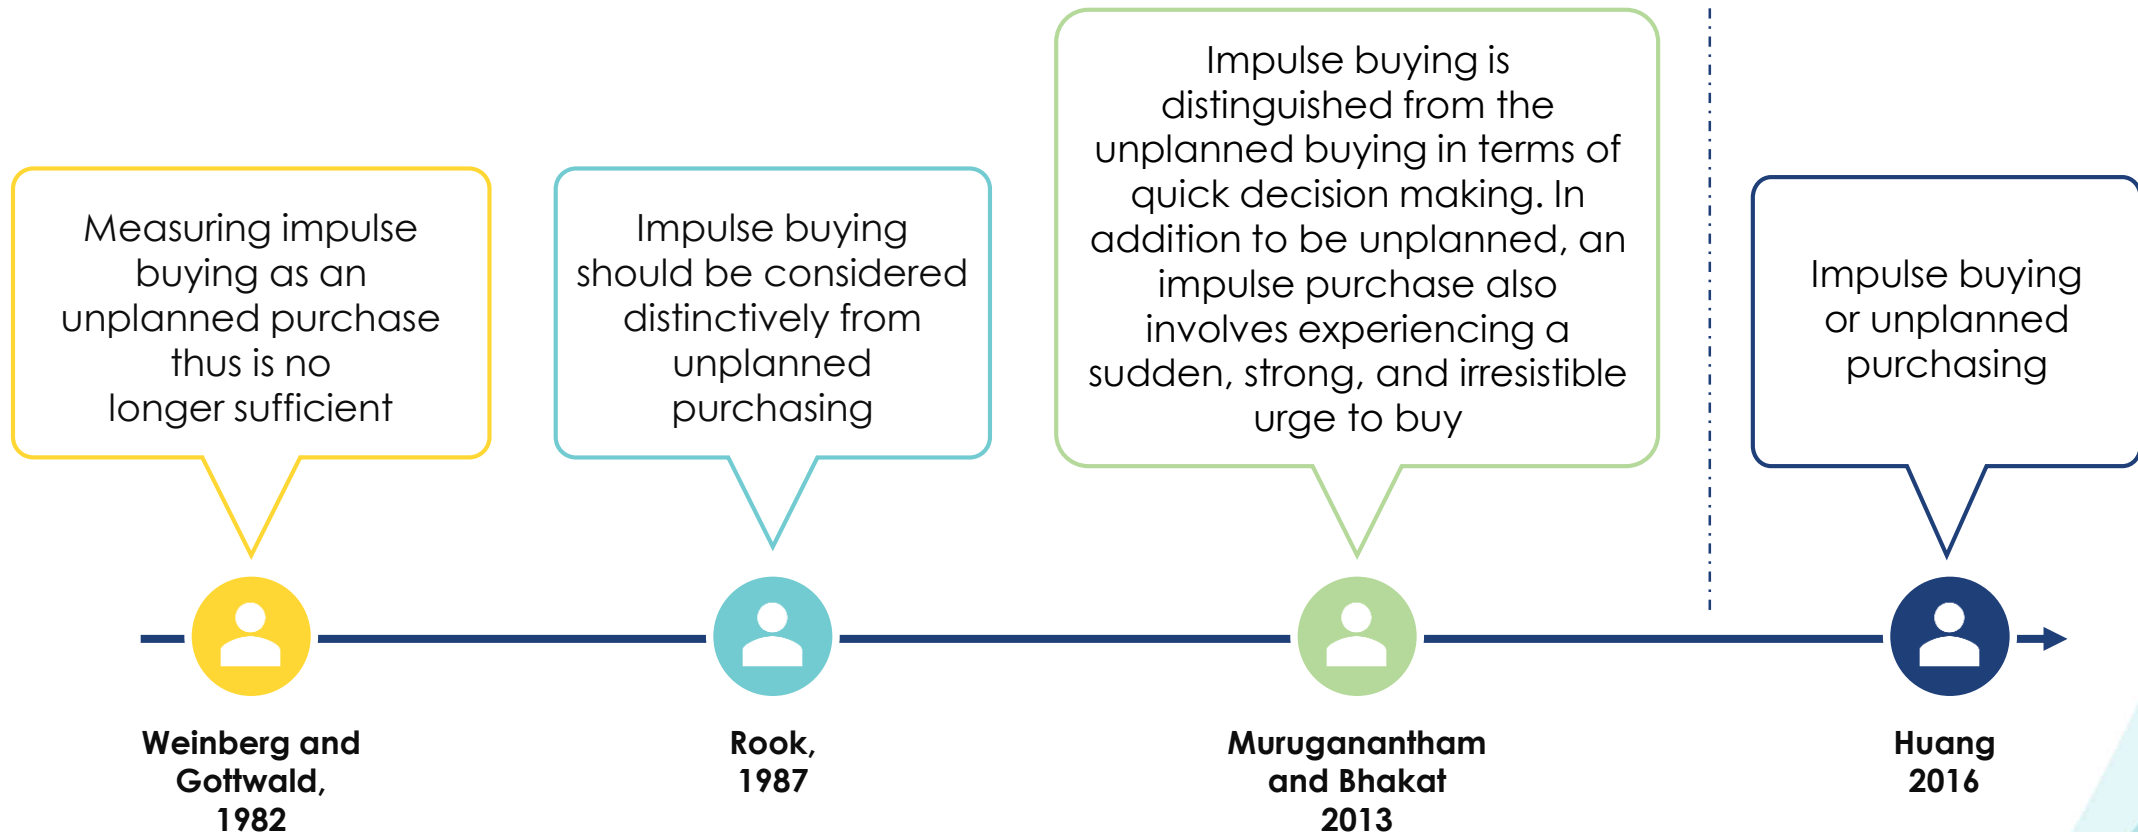 Measuring impulse
buying as an
unplanned purchase
thus is no
longer sufficient
Impulse buying
should be considered
distinctively from
unplanned
purchasing
Impulse buying is
distinguished from the
unplanned buying in terms of
quick decision making. In
addition to be unplanned, an
impulse purchase also
involves experiencing a
sudden, strong, and irresistible
urge to buy
Impulse buying
or unplanned
purchasing
Weinberg and
Gottwald,
1982
Rook,
1987
Muruganantham
and Bhakat
2013
Huang
2016